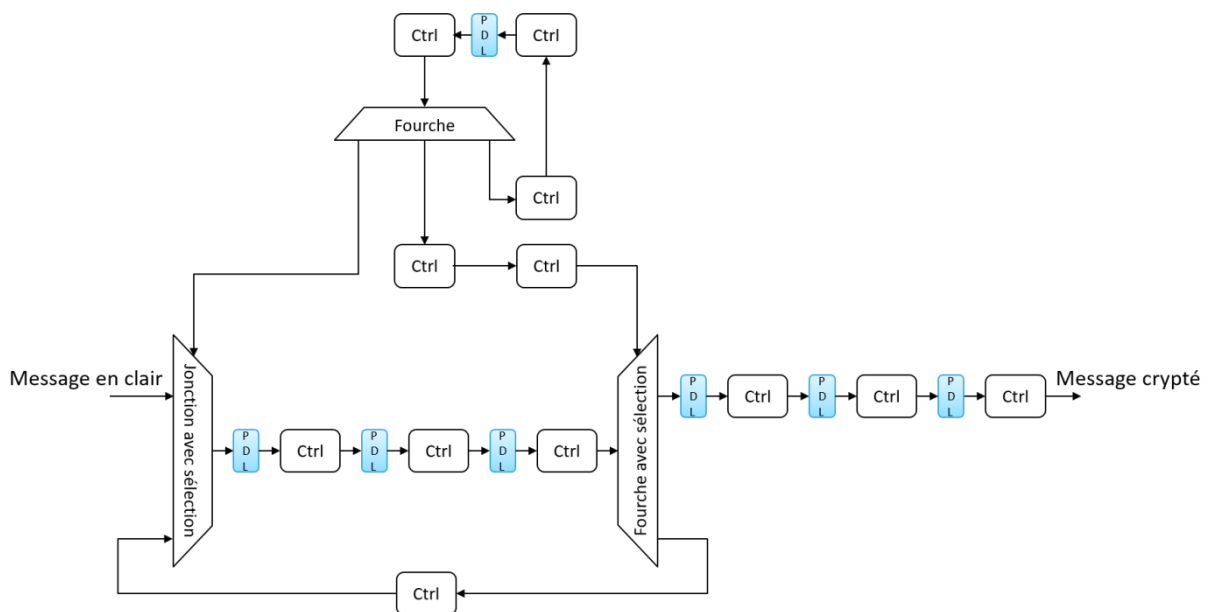 Ctrl
P
D
L
Ctrl
Fourche
Ctrl
Ctrl
Ctrl
Message en clair
Jonction avec sélection
P
D
L
Ctrl
P
D
L
Ctrl
P
D
L
Ctrl
Fourche avec sélection
P
D
L
Ctrl
P
D
L
Ctrl
P
D
L
Ctrl
Message crypté
Ctrl